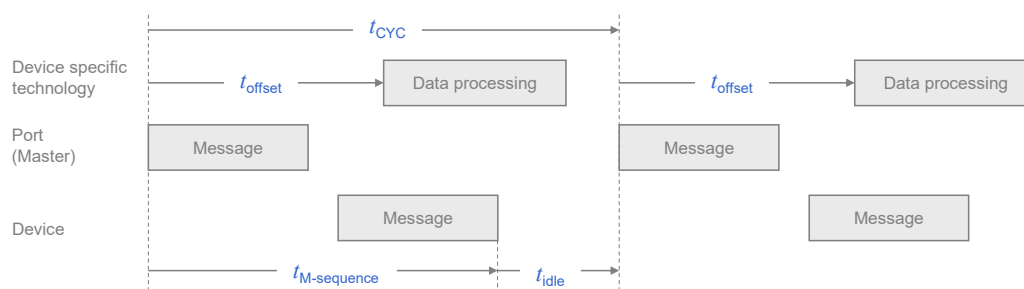 tCYC
Device specific
technology
toffset
Data processing
toffset
Data processing
Port
(Master)
Message
Message
Device
Message
Message
tM-sequence
tidle